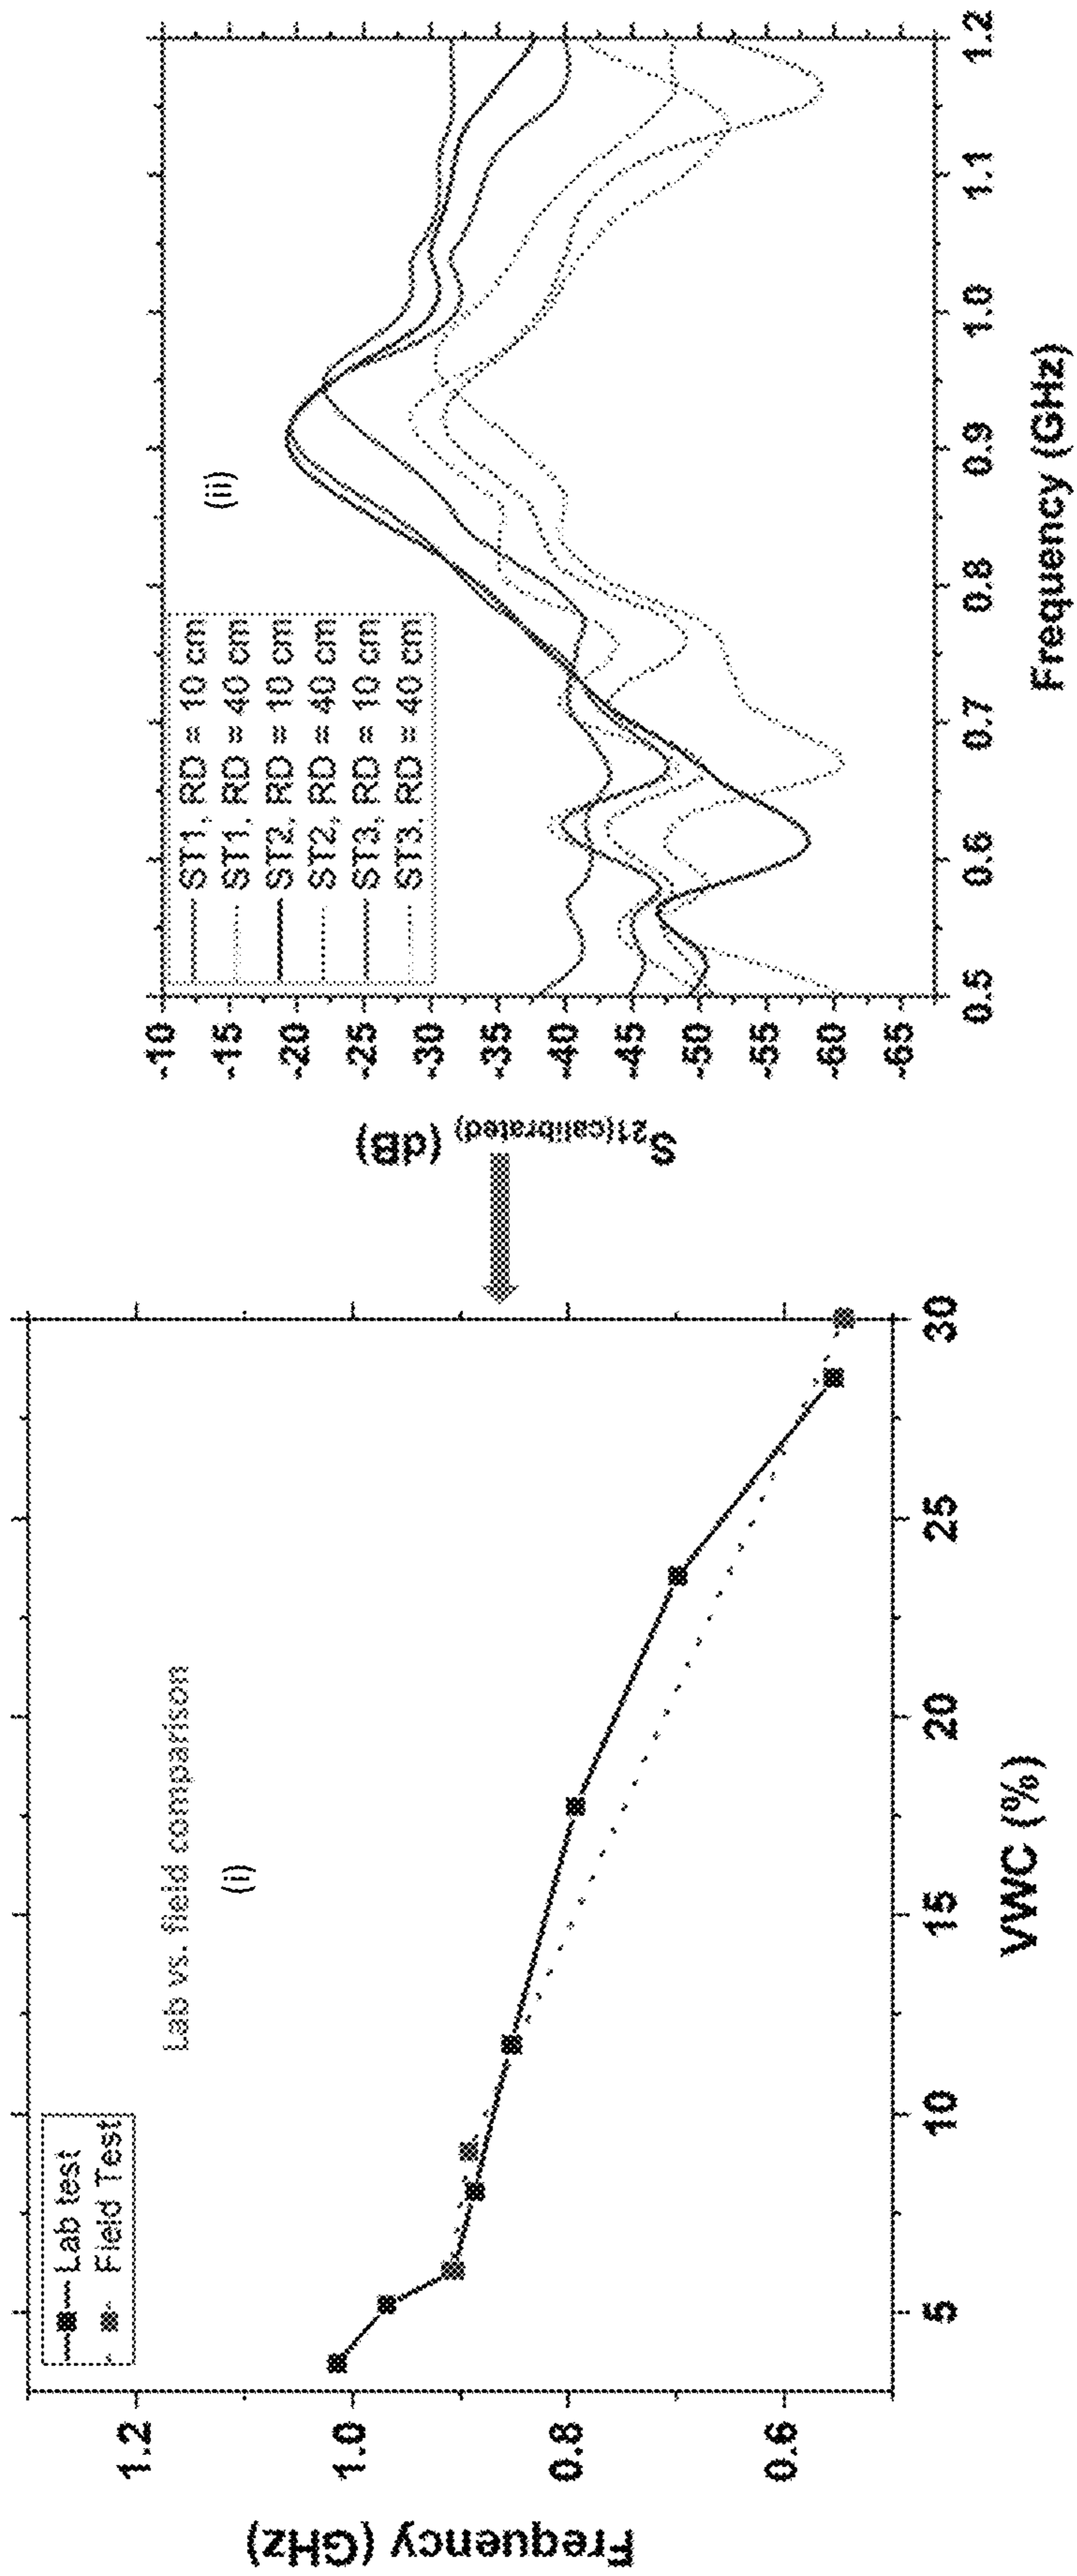 Frequency (GHz)
1.2
1.0
0.8
0.6
Lab test
Field Test
Lab vs. field comparison
(i)
5
10
15
20
25
30
VWC (%)
S21(calibrated) (dB)
-10
-15
-20
-25
-30
-35
-40
-45
-50
-55
-60
-65
ST1, RD = 10 cm
ST1, RD = 40 cm
ST2, RD = 10 cm
ST2, RD = 40 cm
ST3, RD = 10 cm
ST3, RD = 40 cm
(ii)
0.5
0.6
0.7
0.8
0.9
1.0
1.1
1.2
Frequency (GHz)